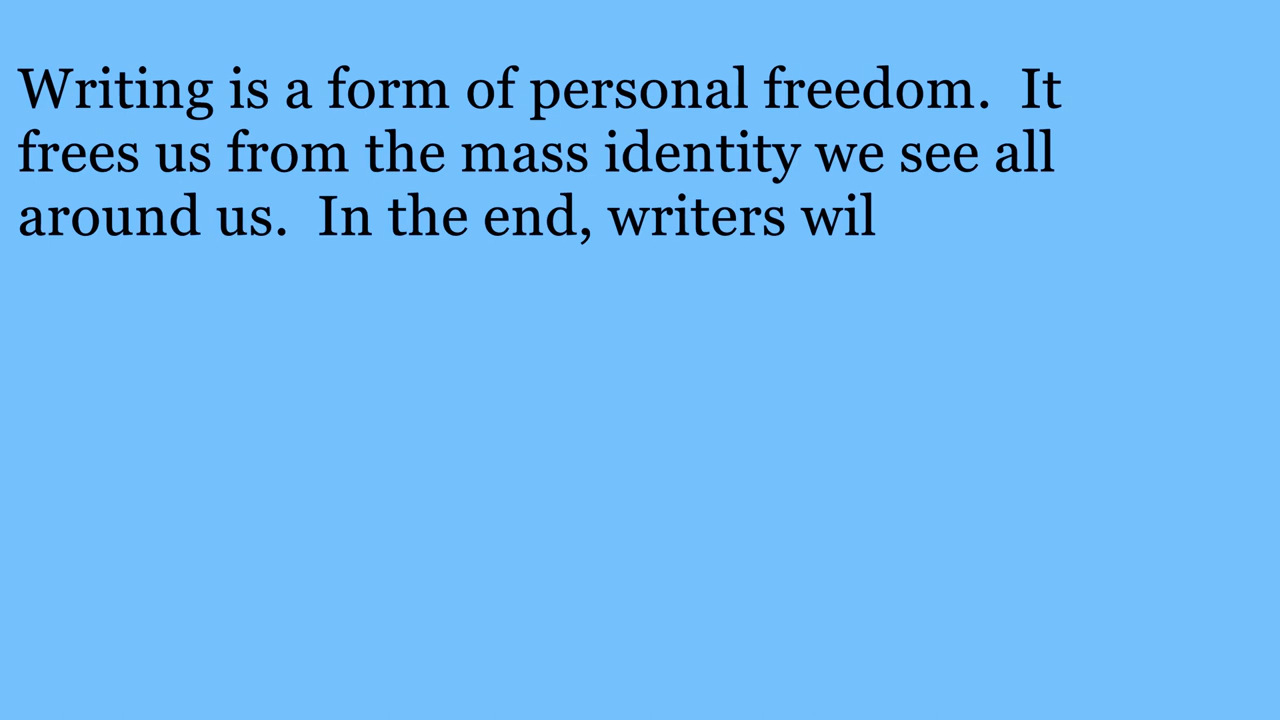 Writing is a form of personal freedom.  It
frees us from the mass identity we see all
around us.  In the end, writers wil